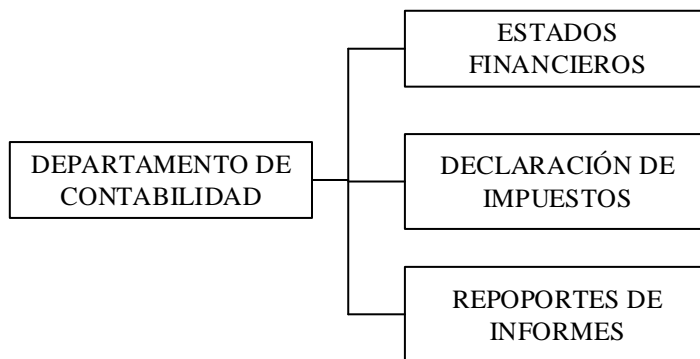 DEPARTAMENTO DE
CONTABILIDAD
ESTADOS
FINANCIEROS
DECLARACIÓN DE
IMPUESTOS
REPOPORTES DE
INFORMES